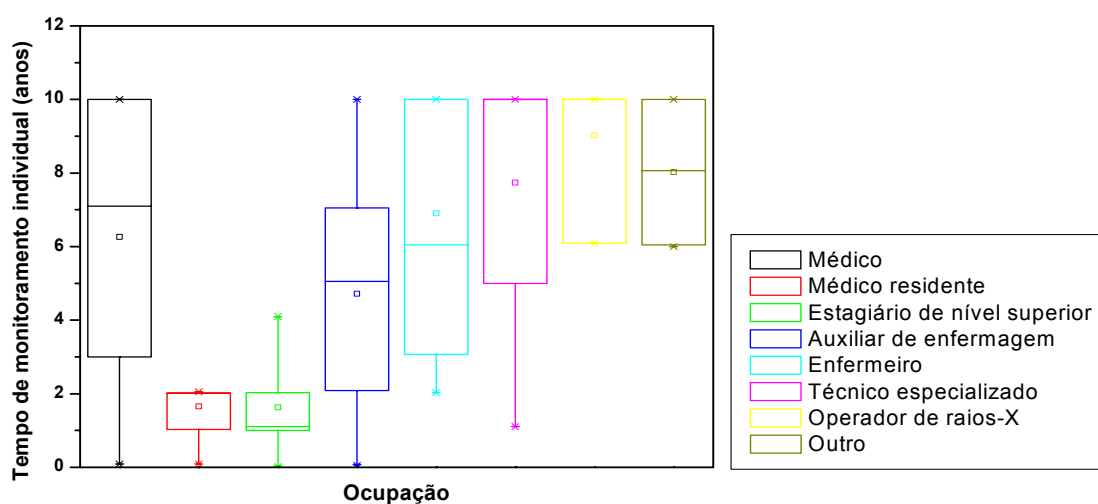 Tempo de monitoramento individual (anos)
12
10
8
6
4
2
0
Ocupação
Médico
Médico residente
Estagiário de nível superior
Auxiliar de enfermagem
Enfermeiro
Técnico especializado
Operador de raios-X
Outro